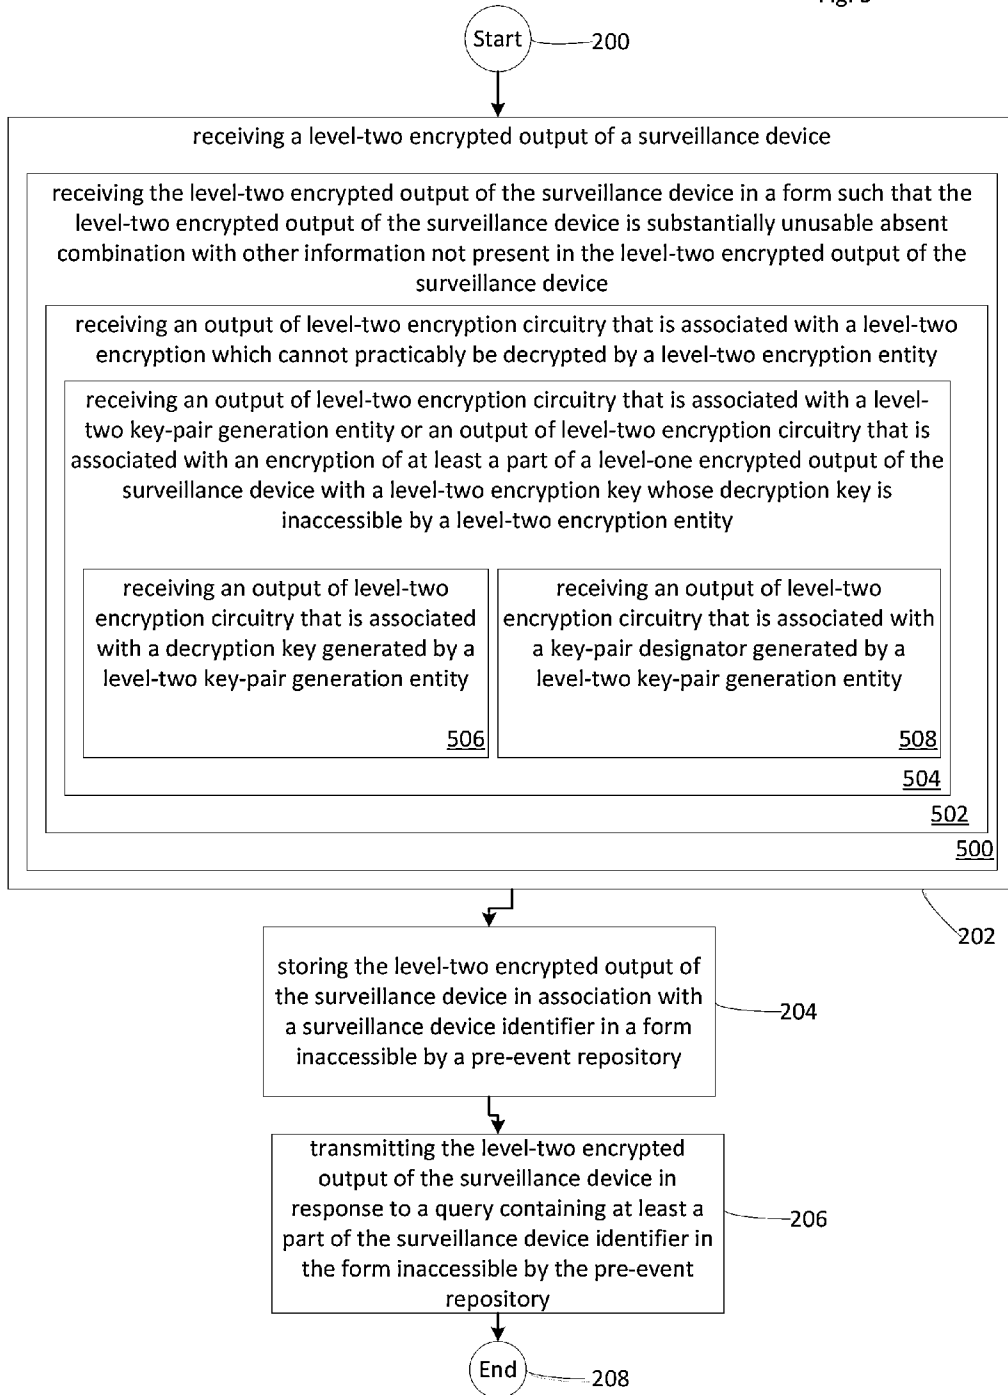 Start
200
receiving a level-two encrypted output of a surveillance device
receiving the level-two encrypted output of the surveillance device in a form such that the
level-two encrypted output of the surveillance device is substantially unusable absent
combination with other information not present in the level-two encrypted output of the
surveillance device
receiving an output of level-two encryption circuitry that is associated with a level-two
encryption which cannot practicably be decrypted by a level-two encryption entity
receiving an output of level-two encryption circuitry that is associated with a level-
two key-pair generation entity or an output of level-two encryption circuitry that is
associated with an encryption of at least a part of a level-one encrypted output of the
surveillance device with a level-two encryption key whose decryption key is
inaccessible by a level-two encryption entity
receiving an output of level-two
encryption circuitry that is associated
with a decryption key generated by a
level-two key-pair generation entity
506
receiving an output of level-two
encryption circuitry that is associated with
a key-pair designator generated by a
level-two key-pair generation entity
508
504
502
500
202
storing the level-two encrypted output of
the surveillance device in association with
a surveillance device identifier in a form
inaccessible by a pre-event repository
204
transmitting the level-two encrypted
output of the surveillance device in
response to a query containing at least a
part of the surveillance device identifier in
the form inaccessible by the pre-event
repository
206
End
208